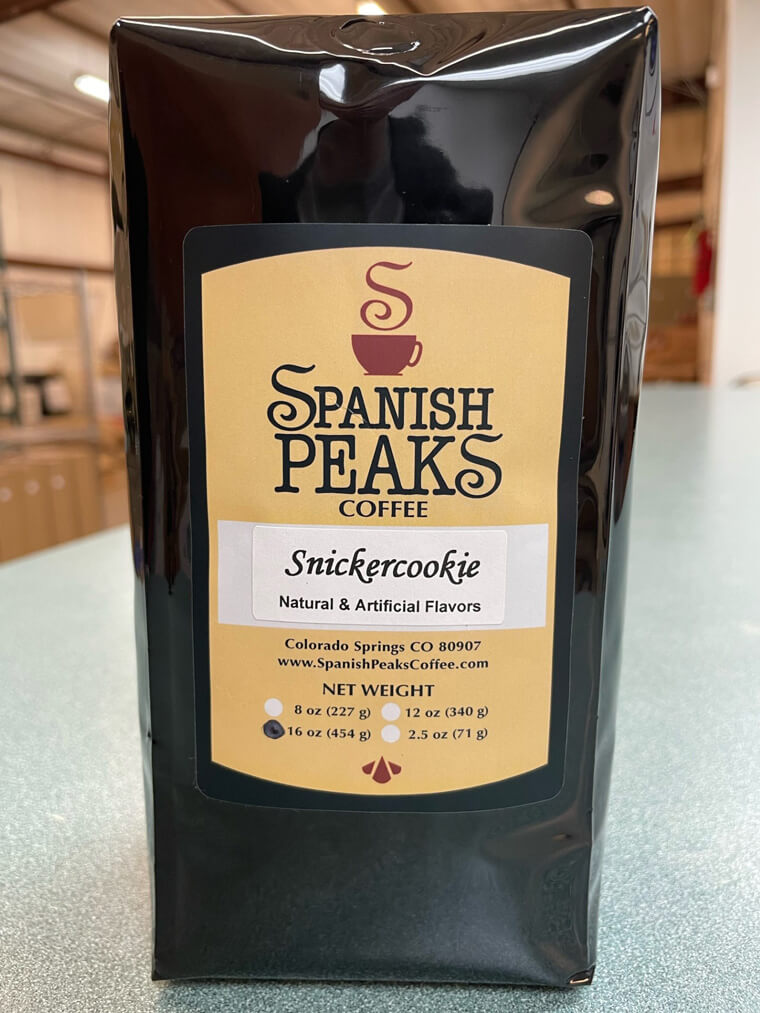 S
SPANISH
PEAKS
COFFEE
Snickercookie
Natural & Artificial Flavors
Colorado Springs CO 80907
www.SpanishPeaksCoffee.com
NET WEIGHT
8 oz (227 g) 12 oz (340 g)
16 oz (454 g) 2.5 oz (71 g)